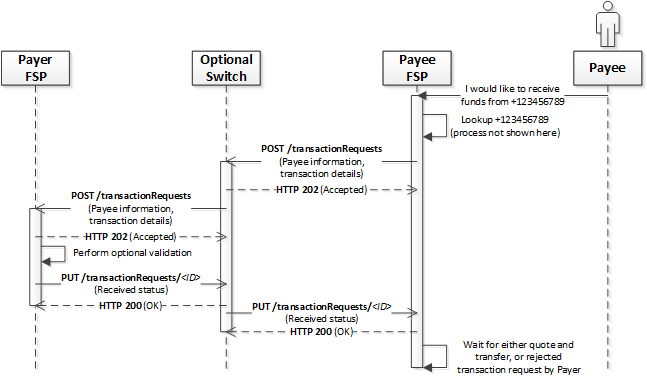 Payer
FSP
Optional
Switch
Payee
FSP
Payee
I would like to receive
funds from +123456789
Lookup +123456789
(process not shown here)
POST /transactionRequests
(Payee information,
transaction details)
HTTP 202 (Accepted)
POST /transactionRequests
(Payee information,
transaction details)
HTTP 202 (Accepted)
Perform optional validation
PUT /transactionRequests/<ID>
(Received status)
HTTP 200 (OK)
PUT /transactionRequests/<ID>
(Received status)
HTTP 200 (OK)
Wait for either quote and
transfer, or rejected
transaction request by Payer